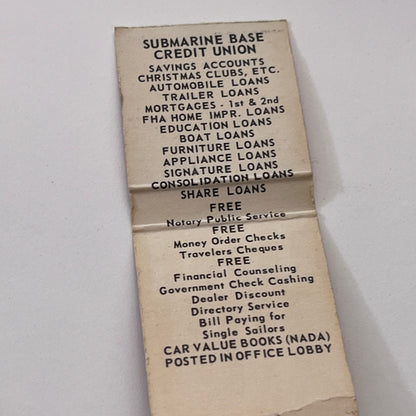 SUBMARINE BASE
CREDIT UNION
SAVINGS ACCOUNTS
CHRISTMAS CLUBS, ETC.
AUTOMOBILE LOANS
TRAILER LOANS
MORTGAGES - 1st & 2nd
FHA HOME IMPR. LOANS
EDUCATION LOANS
BOAT LOANS
FURNITURE LOANS
APPLIANCE LOANS
SIGNATURE LOANS
CONSOLIDATION LOANS
SHARE LOANS
FREE
Notary Public Service
FREE
Money Order Checks
Travelers Cheques
FREE
Financial Counseling
Government Check Cashing
Dealer Discount
Directory Service
Bill Paying for
Single Sailors
CAR VALUE BOOKS (NADA)
POSTED IN OFFICE LOBBY